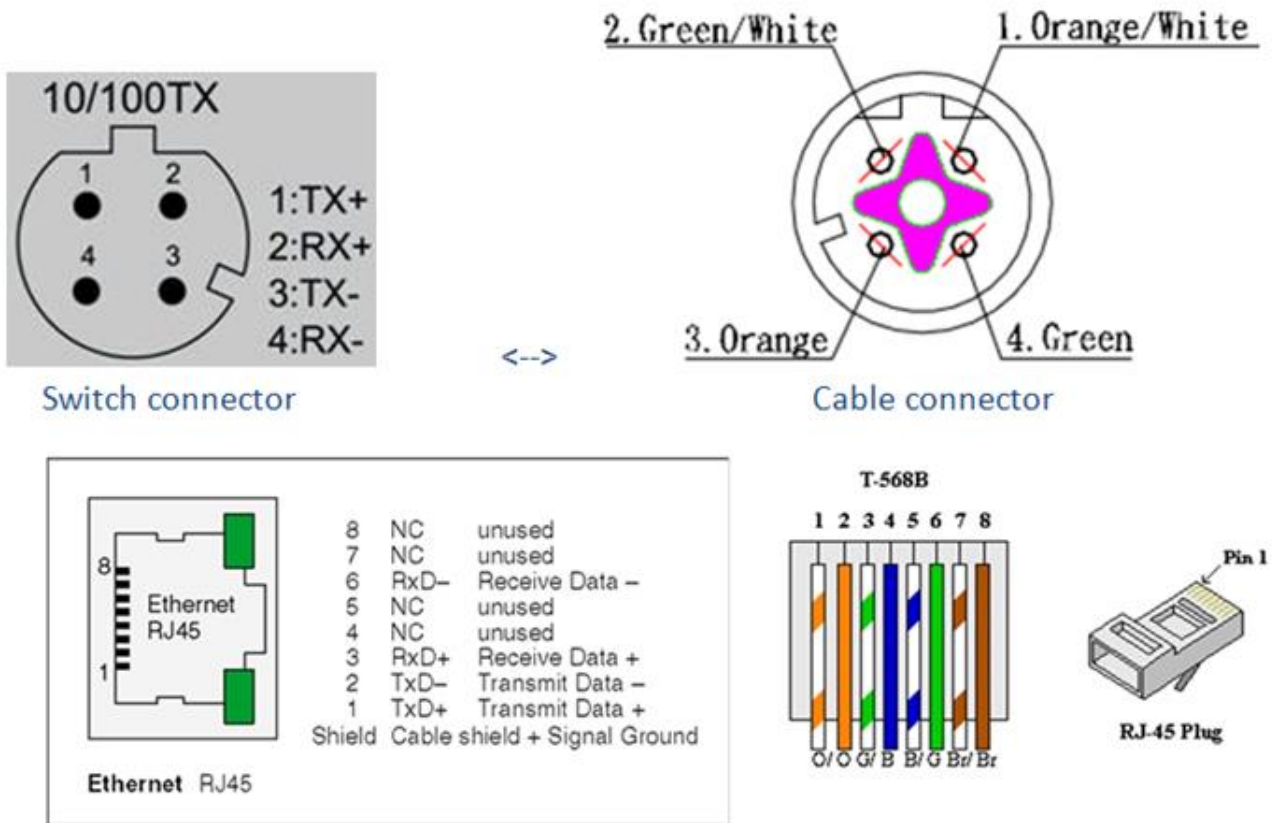 10/100TX
1 2
4 3
1:TX+
2:RX+
3:TX-
4:RX-
Switch connector
<-->
2.Green/White 1.Orange/White
3.Orange 4.Green
Cable connector
8
Ethernet
RJ45
1
8 NC unused
7 NC unused
6 RxD– Receive Data –
5 NC unused
4 NC unused
3 RxD+ Receive Data +
2 TxD– Transmit Data –
1 TxD+ Transmit Data +
Shield Cable shield + Signal Ground
Ethernet RJ45
T-568B
1 2 3 4 5 6 7 8
O/ O G/ B B/ G Br/ Br
Pin 1
RJ-45 Plug